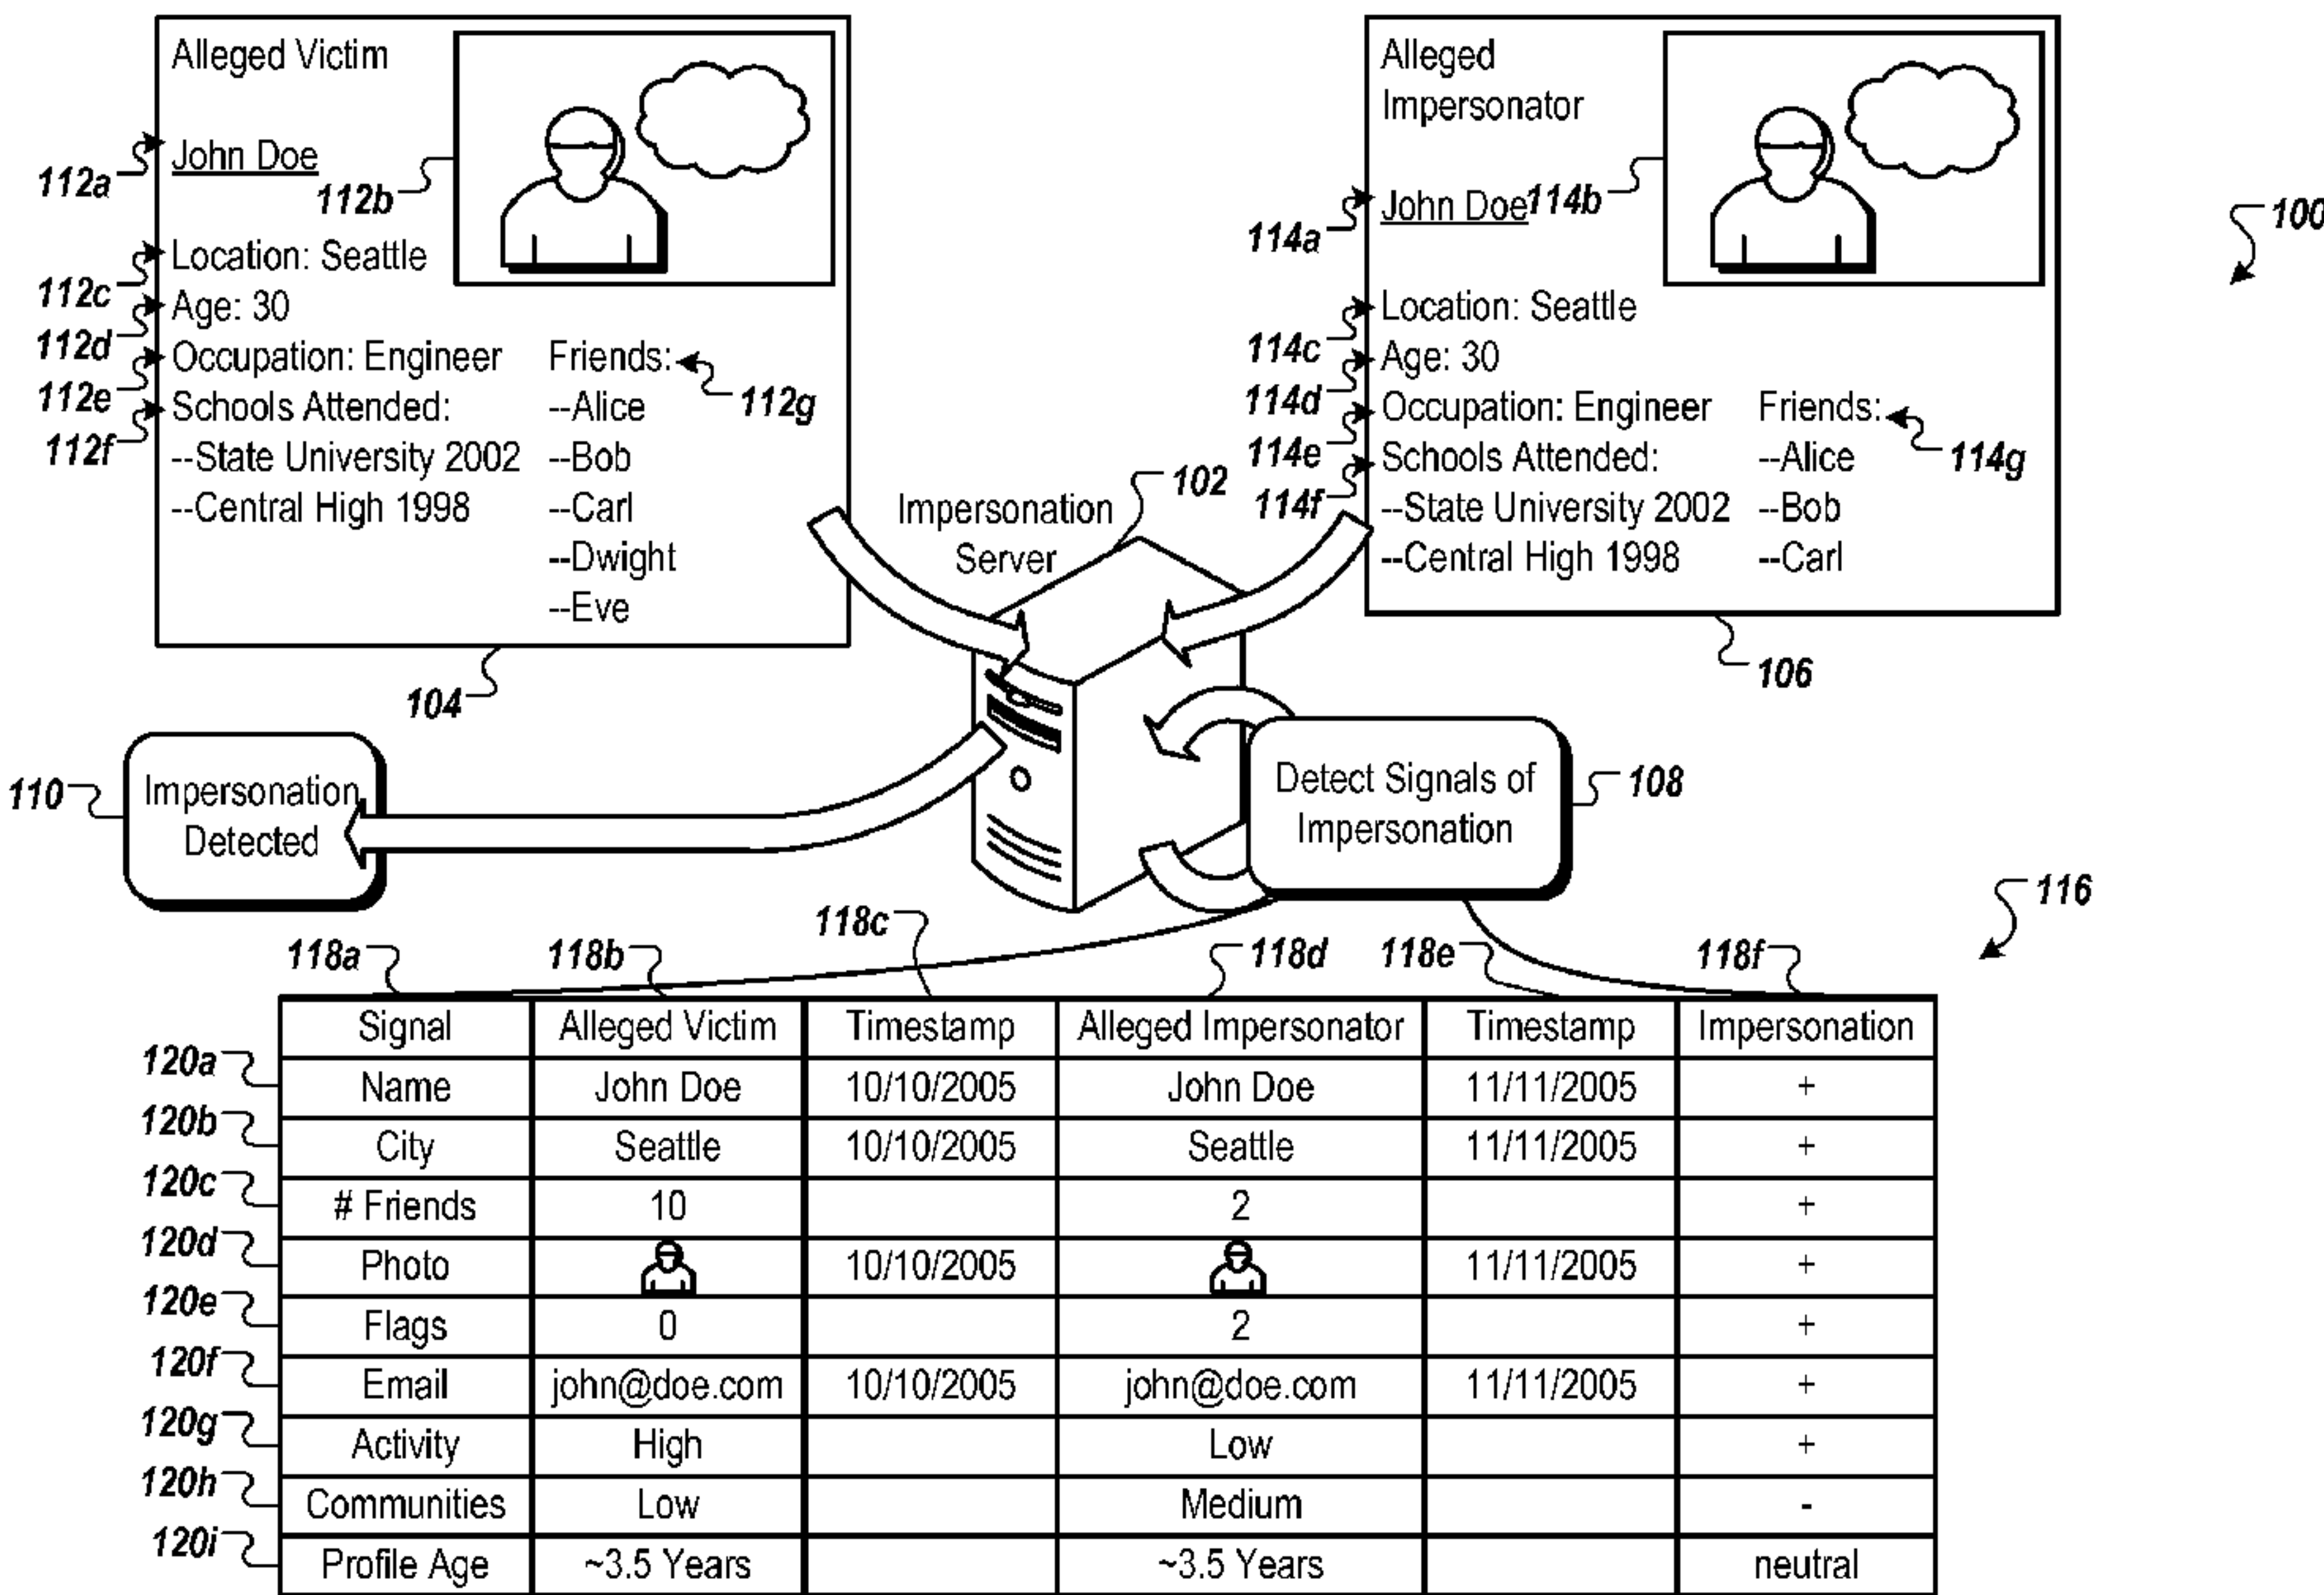 Alleged Victim
John Doe
Location: Seattle
Age: 30
Occupation: Engineer
Schools Attended:
--State University 2002
--Central High 1998
Friends:
--Alice
--Bob
--Carl
--Dwight
--Eve
112a
112b
112c
112d
112e
112f
112g
104
Alleged
Impersonator
John Doe
Location: Seattle
Age: 30
Occupation: Engineer
Schools Attended:
--State University 2002
--Central High 1998
Friends:
--Alice
--Bob
--Carl
114a
114b
114c
114d
114e
114f
114g
106
100
Impersonation
Server
102
110
Impersonation
Detected
Detect Signals of
Impersonation
108
116
118a 118b 118c 118d 118e 118f
Signal Alleged Victim Timestamp Alleged Impersonator Timestamp Impersonation
120a Name John Doe 10/10/2005 John Doe 11/11/2005 +
120b City Seattle 10/10/2005 Seattle 11/11/2005 +
120c # Friends 10 2 +
120d Photo 10/10/2005 11/11/2005 +
120e Flags 0 2 +
120f Email john@doe.com 10/10/2005 john@doe.com 11/11/2005 +
120g Activity High Low +
120h Communities Low Medium -
120i Profile Age ~3.5 Years ~3.5 Years neutral